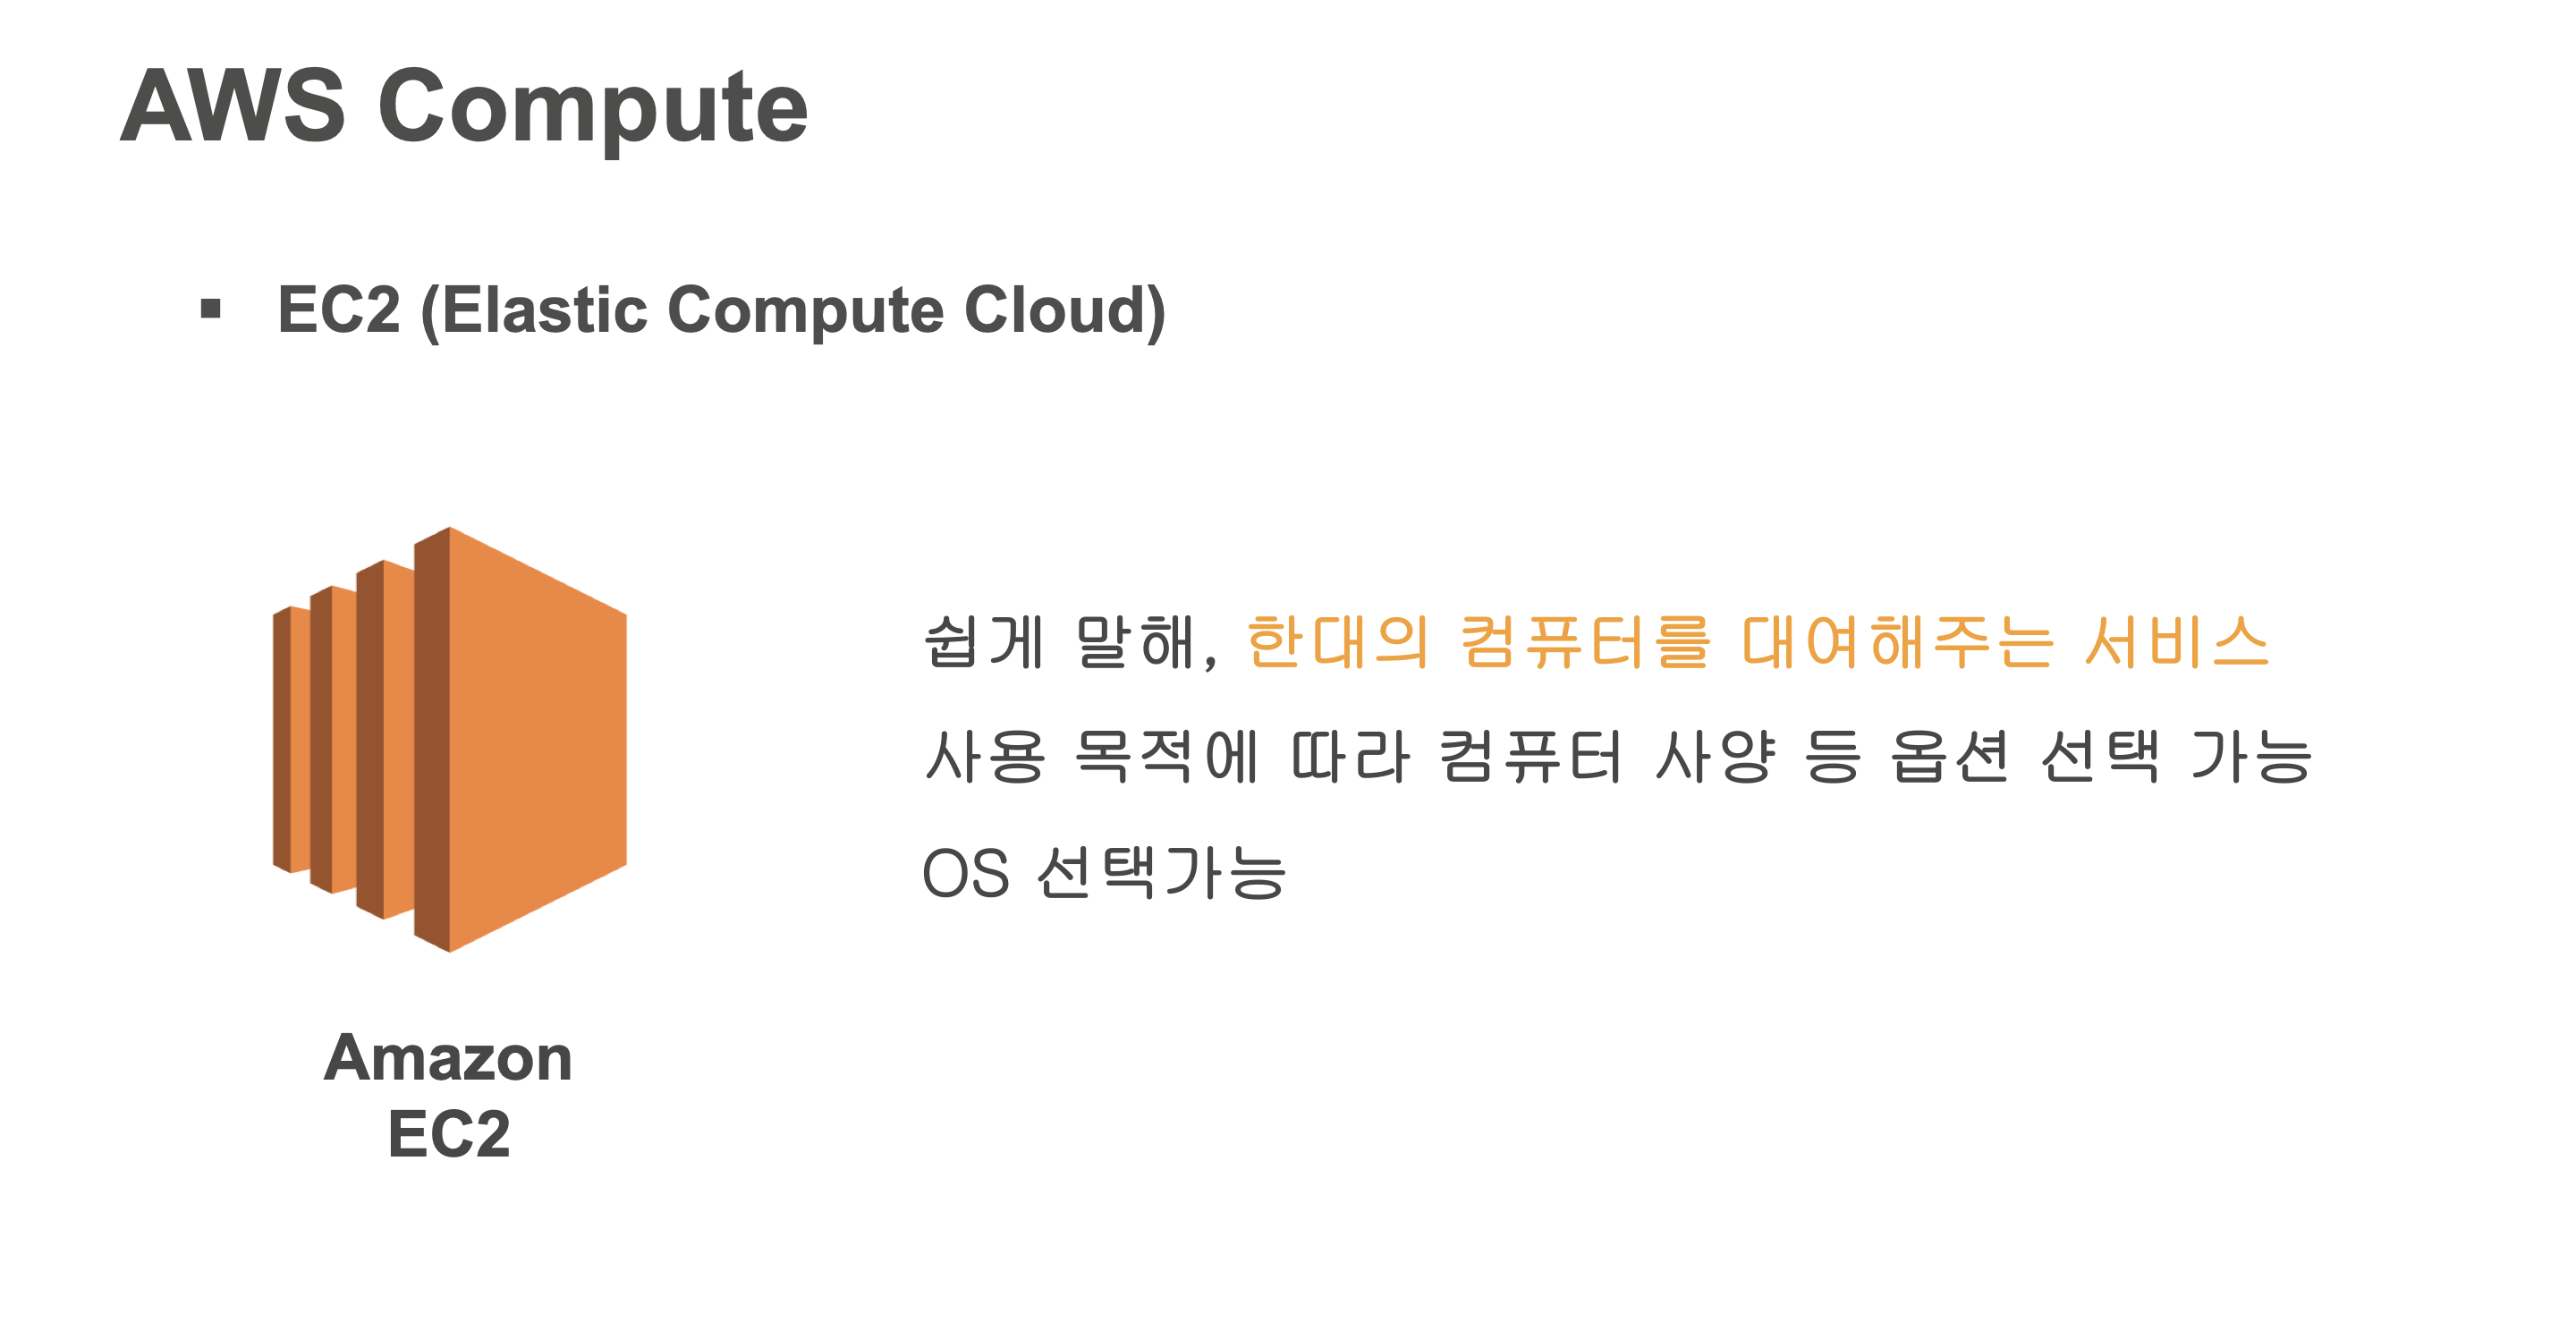 AWS Compute
▪ EC2 (Elastic Compute Cloud)
쉽게 말해, 한대의 컴퓨터를 대여해주는 서비스
사용 목적에 따라 컴퓨터 사양 등 옵션 선택 가능
OS 선택가능
Amazon
EC2